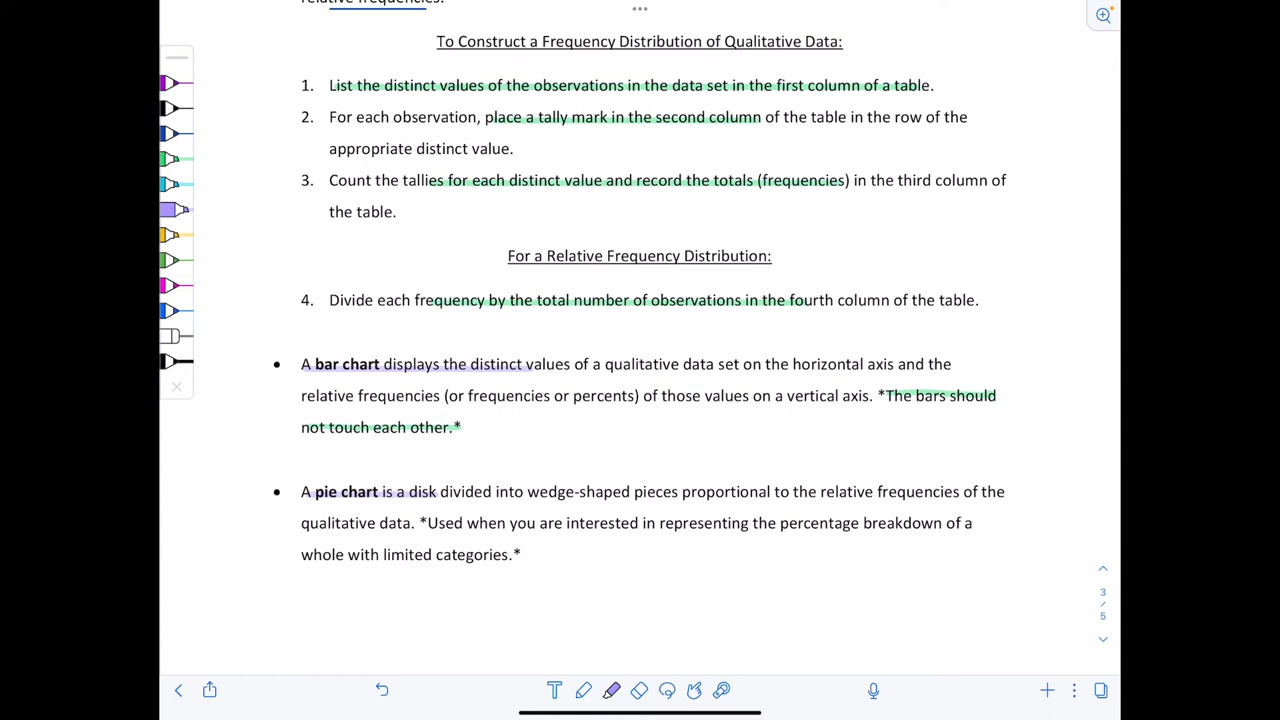 relative frequencies.
To Construct a Frequency Distribution of Qualitative Data:
1. List the distinct values of the observations in the data set in the first column of a table.
2. For each observation, place a tally mark in the second column of the table in the row of the
appropriate distinct value.
3. Count the tallies for each distinct value and record the totals (frequencies) in the third column of
the table.
For a Relative Frequency Distribution:
4. Divide each frequency by the total number of observations in the fourth column of the table.
• A bar chart displays the distinct values of a qualitative data set on the horizontal axis and the
relative frequencies (or frequencies or percents) of those values on a vertical axis. *The bars should
not touch each other.*
• A pie chart is a disk divided into wedge-shaped pieces proportional to the relative frequencies of the
qualitative data. *Used when you are interested in representing the percentage breakdown of a
whole with limited categories.*
3
/
5